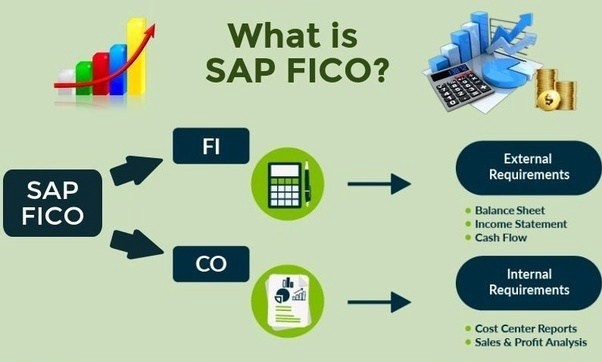 What is
SAP FICO?
SAP
FICO
FI
External
Requirements
Balance Sheet
Income Statement
Cash Flow
CO
Internal
Requirements
Cost Center Reports
Sales & Profit Analysis